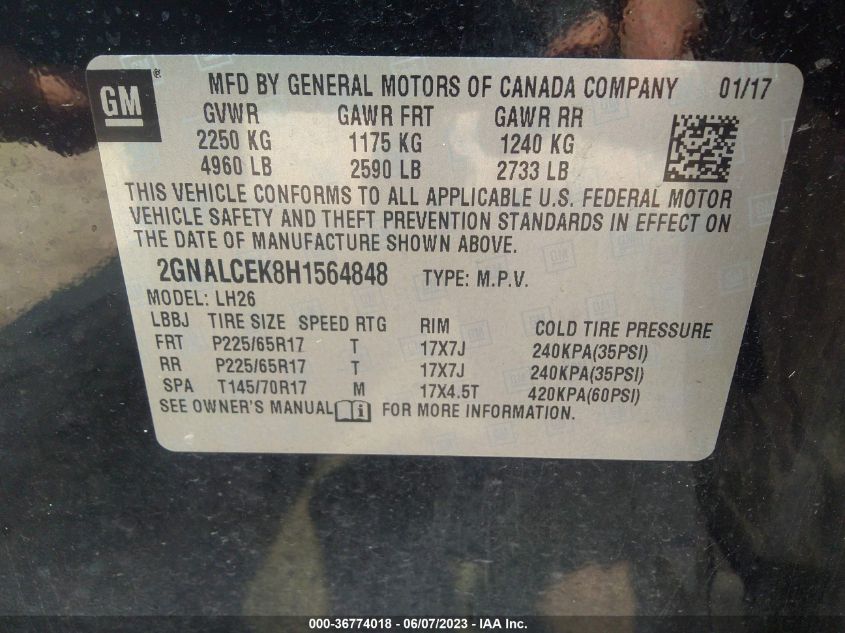 GM ® MFD BY GENERAL MOTORS OF CANADA COMPANY 01/17
GVWR GAWR FRT GAWR RR
2250 KG 1175 KG 1240 KG
4960 LB 2590 LB 2733 LB
THIS VEHICLE CONFORMS TO ALL APPLICABLE U.S. FEDERAL MOTOR
VEHICLE SAFETY AND THEFT PREVENTION STANDARDS IN EFFECT ON
THE DATE OF MANUFACTURE SHOWN ABOVE.
2GNALCEK8H1564848 TYPE: M.P.V.
MODEL: LH26
LBBJ TIRE SIZE SPEED RTG RIM COLD TIRE PRESSURE
FRT P225/65R17 T 17X7J 240KPA(35PSI)
RR P225/65R17 T 17X7J 240KPA(35PSI)
SPA T145/70R17 M 17X4.5T 420KPA(60PSI)
SEE OWNER'S MANUAL i FOR MORE INFORMATION.
000-36774018 - 06/07/2023 - IAA Inc.